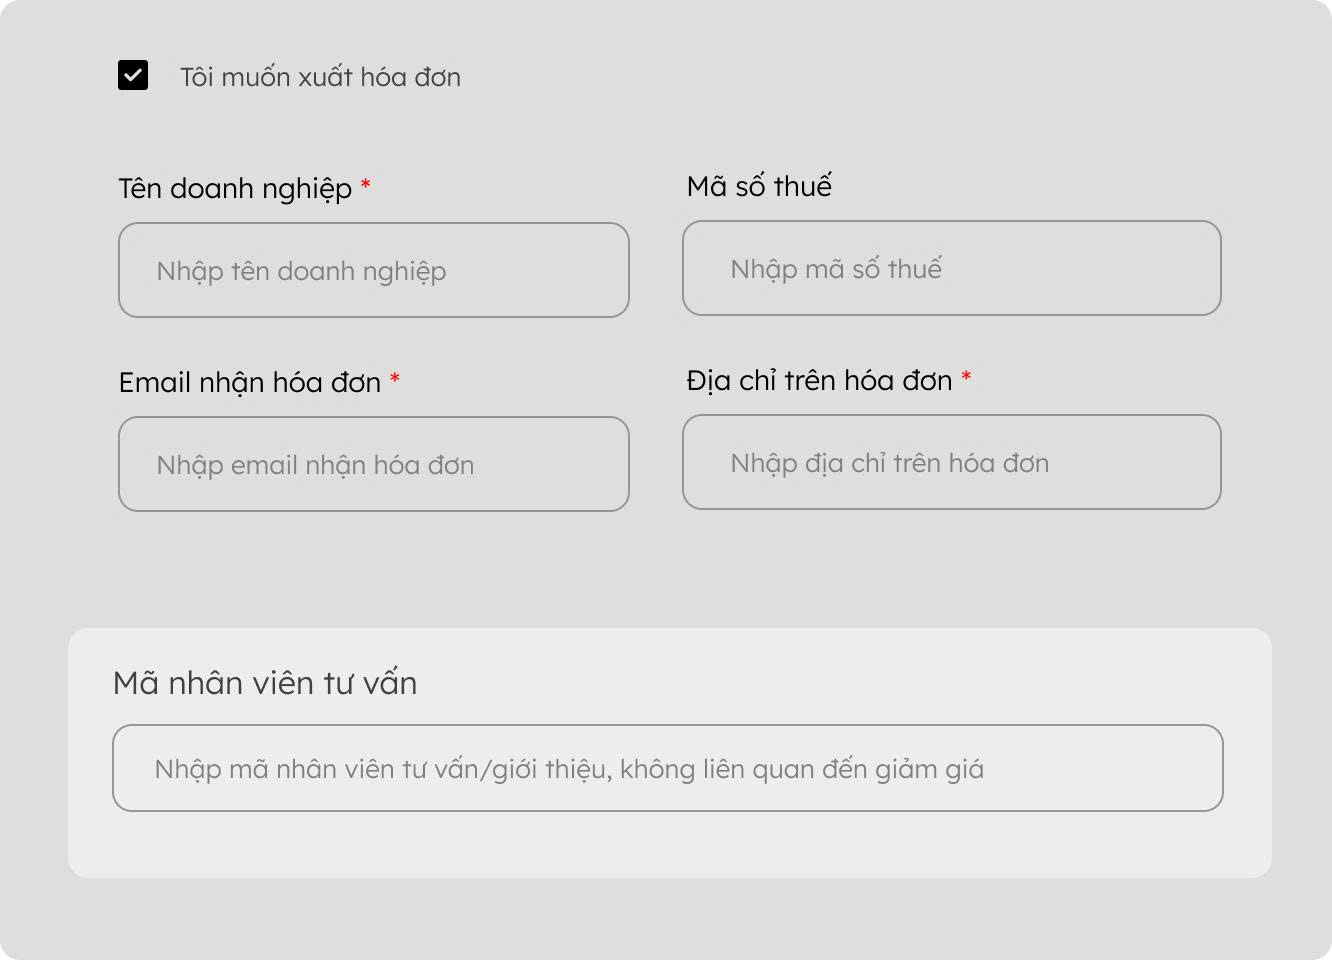 Tôi muốn xuất hóa đơn
Tên doanh nghiệp *
Mã số thuế
Nhập tên doanh nghiệp
Nhập mã số thuế
Email nhận hóa đơn *
Địa chỉ trên hóa đơn *
Nhập email nhận hóa đơn
Nhập địa chỉ trên hóa đơn
Mã nhân viên tư vấn
Nhập mã nhân viên tư vấn/giới thiệu, không liên quan đến giảm giá